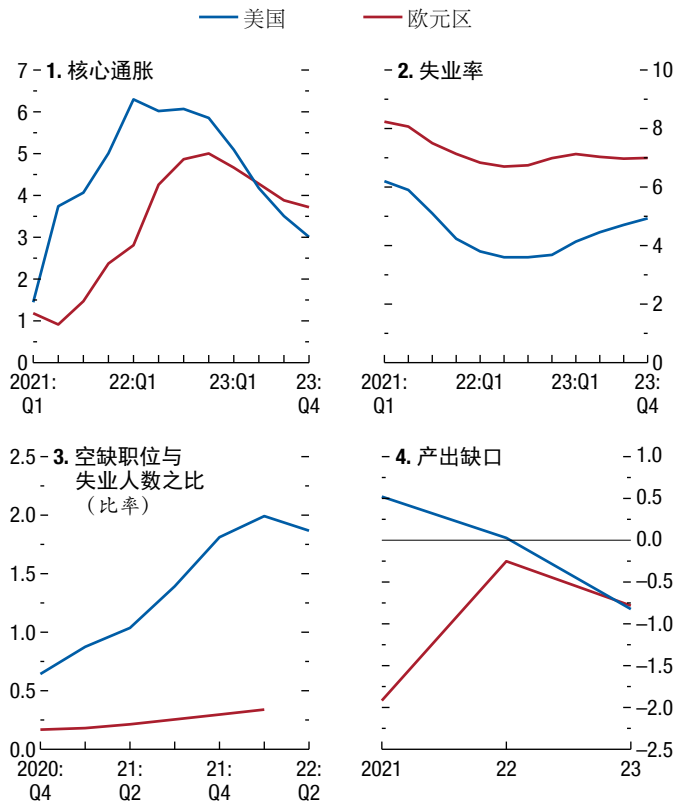 美国 欧元区
1. 核心通胀
7
6
5
4
3
2
1
0
2021:
Q1
22:Q1
23:Q1
23:
Q4
2. 失业率
10
8
6
4
2
0
2021:
Q1
22:Q1
23:Q1
23:
Q4
3. 空缺职位与
失业人数之比
（比率）
2.5
2.0
1.5
1.0
0.5
0.0
2020:
Q4
21:
Q2
21:
Q4
22:
Q2
4. 产出缺口
1.0
0.5
0.0
–0.5
–1.0
–1.5
–2.0
–2.5
2021
22
23